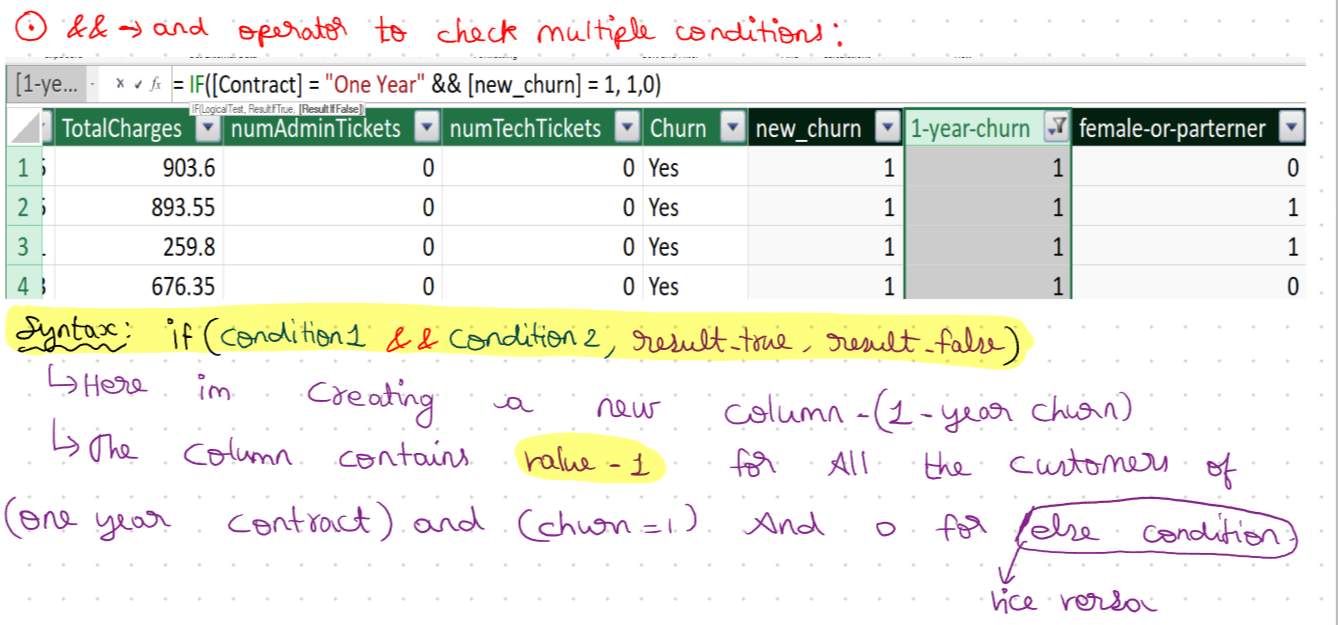 ⊙ && → and operator to check multiple conditions:
[1-ye... × ✓ fx = IF([Contract] = "One Year" && [new_churn] = 1, 1,0)
IF(LogicalTest, ResultIfTrue, [ResultIfFalse])
TotalCharges numAdminTickets numTechTickets Churn new_churn 1-year-churn female-or-parterner
1 903.6 0 0 Yes 1 1 0
2 893.55 0 0 Yes 1 1 1
3 259.8 0 0 Yes 1 1 1
4 676.35 0 0 Yes 1 1 0
Syntax: if (condition1 && condition 2, result_true, result_false)
↳ Here im creating a new column - (1 - year churn)
↳ The column contains value - 1 for All the customers of
(one year contract) and (churn = 1) And 0 for (else condition)
vice versa